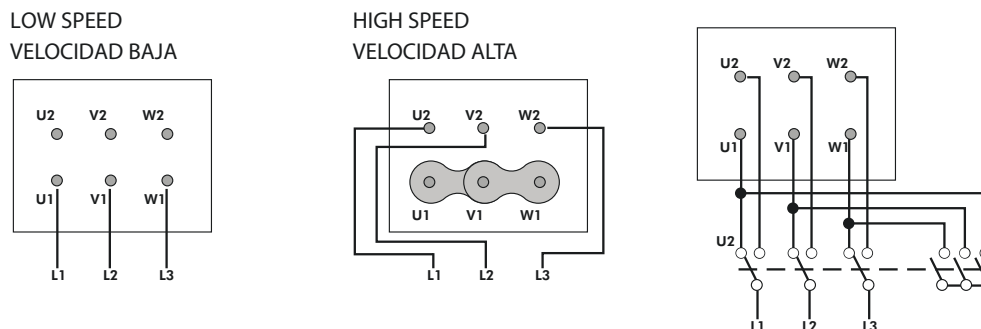 LOW SPEED
VELOCIDAD BAJA
U2 V2 W2
U1 V1 W1
L1 L2 L3
HIGH SPEED
VELOCIDAD ALTA
U2 V2 W2
U1 V1 W1
L1 L2 L3
U2 V2 W2
U1 V1 W1
U2
L1 L2 L3